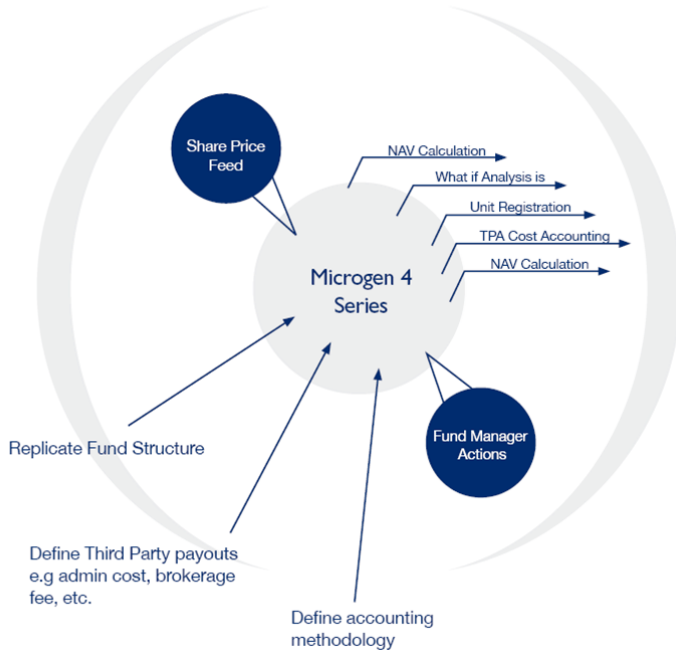 Share Price
Feed
NAV Calculation
What if Analysis is
Unit Registration
TPA Cost Accounting
NAV Calculation
Microgen 4
Series
Replicate Fund Structure
Fund Manager
Actions
Define Third Party payouts
e.g admin cost, brokerage
fee, etc.
Define accounting
methodology